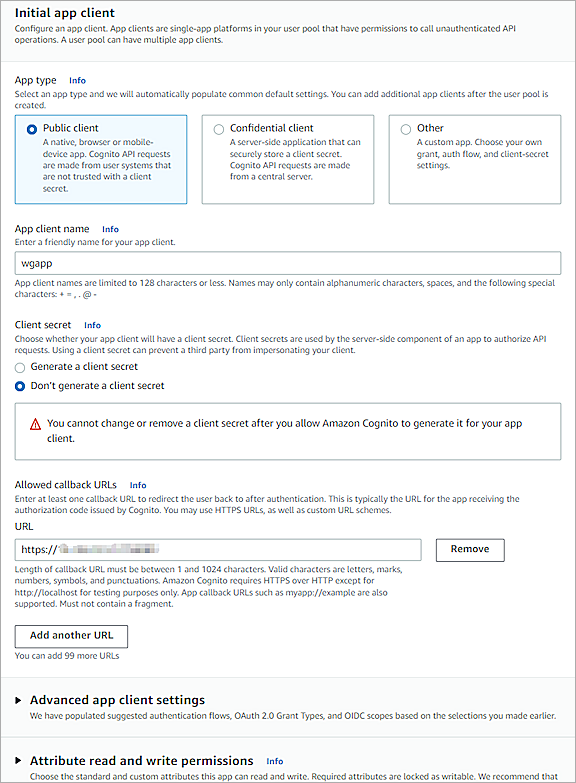 Initial app client
Configure an app client. App clients are single-app platforms in your user pool that have permissions to call unauthenticated API
operations. A user pool can have multiple app clients.
App type Info
Select an app type and we will automatically populate common default settings. You can add additional app clients after the user pool is
created.
Public client
A native, browser or mobile-
device app. Cognito API requests
are made from user systems that
are not trusted with a client
secret.
Confidential client
A server-side application that can
securely store a client secret.
Cognito API requests are made
from a central server.
Other
A custom app. Choose your own
grant, auth flow, and client-secret
settings.
App client name Info
Enter a friendly name for your app client.
wgapp
App client names are limited to 128 characters or less. Names may only contain alphanumeric characters, spaces, and the following special
characters: + = , . @ -
Client secret Info
Choose whether your app client will have a client secret. Client secrets are used by the server-side component of an app to authorize API
requests. Using a client secret can prevent a third party from impersonating your client.
Generate a client secret
Don't generate a client secret
You cannot change or remove a client secret after you allow Amazon Cognito to generate it for your app
client.
Allowed callback URLs Info
Enter at least one callback URL to redirect the user back to after authentication. This is typically the URL for the app receiving the
authorization code issued by Cognito. You may use HTTPS URLs, as well as custom URL schemes.
URL
https://
Remove
Length of callback URL must be between 1 and 1024 characters. Valid characters are letters, marks,
numbers, symbols, and punctuations. Amazon Cognito requires HTTPS over HTTP except for
http://localhost for testing purposes only. App callback URLs such as myapp://example are also
supported. Must not contain a fragment.
Add another URL
You can add 99 more URLs
Advanced app client settings
We have populated suggested authentication flows, OAuth 2.0 Grant Types, and OIDC scopes based on the selections you made earlier.
Attribute read and write permissions Info
Choose the standard and custom attributes this app can read and write. Required attributes are locked as writable. We recommend that